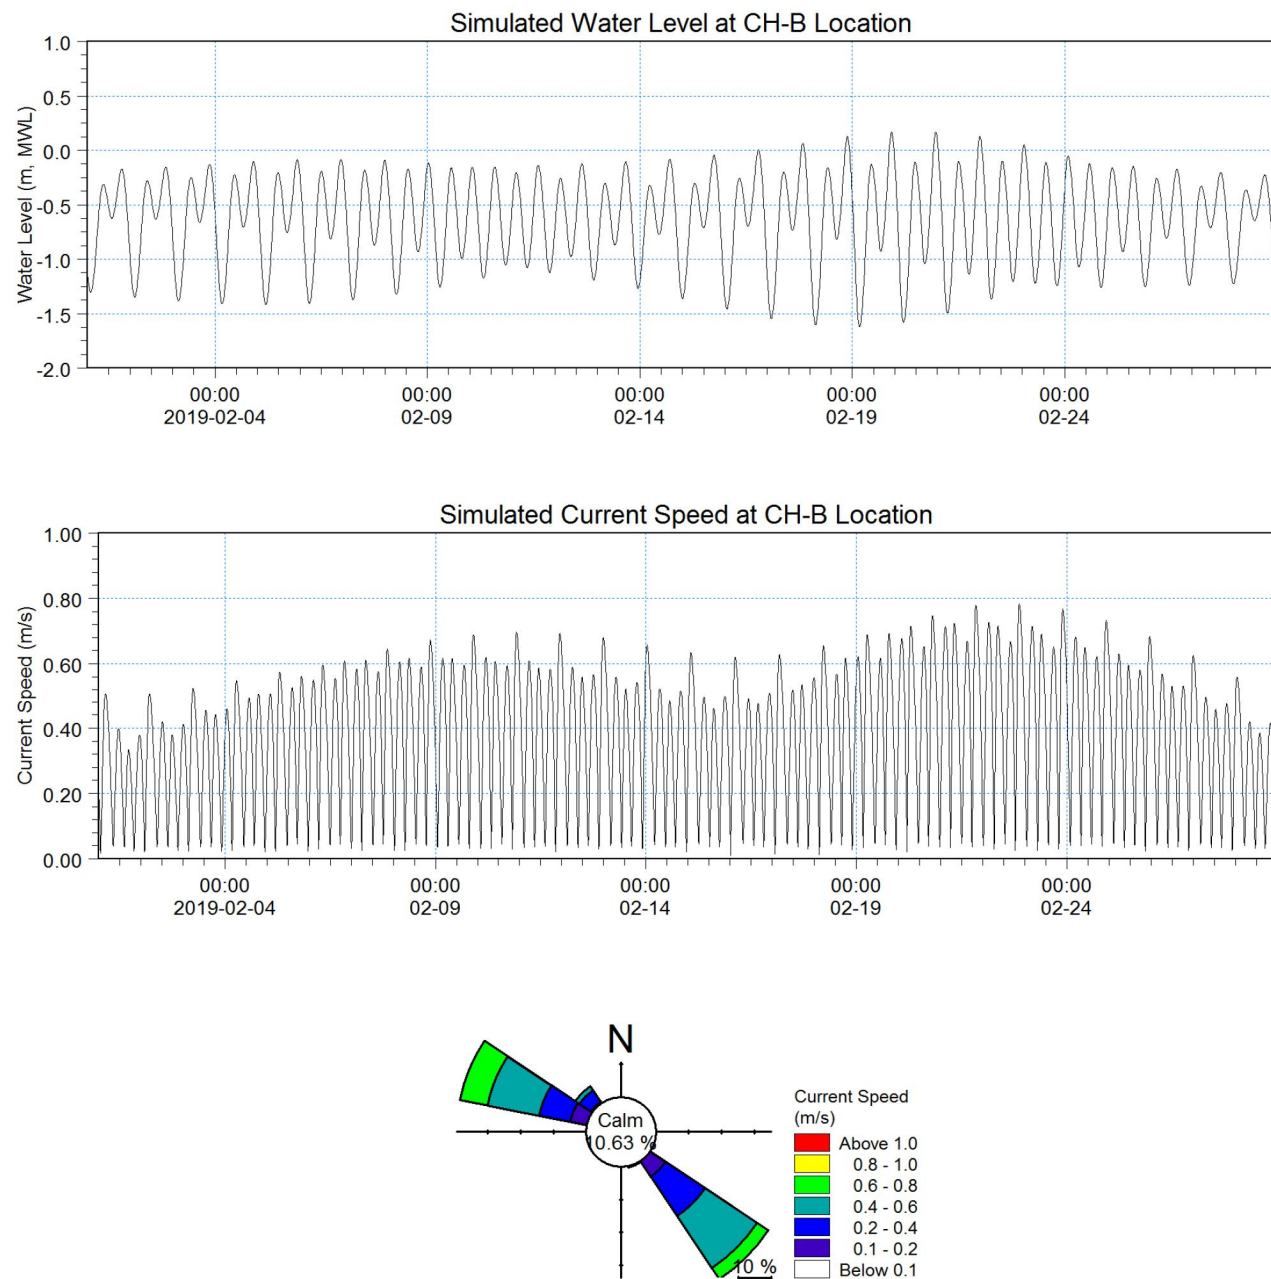 Simulated Water Level at CH-B Location
Water Level (m, MWL)
1.0
0.5
0.0
-0.5
-1.0
-1.5
-2.0
00:00 00:00 00:00 00:00 00:00
2019-02-04 02-09 02-14 02-19 02-24
Simulated Current Speed at CH-B Location
Current Speed (m/s)
1.00
0.80
0.60
0.40
0.20
0.00
00:00 00:00 00:00 00:00 00:00
2019-02-04 02-09 02-14 02-19 02-24
N
Calm
10.63 %
10 %
Current Speed
(m/s)
Above 1.0
0.8 - 1.0
0.6 - 0.8
0.4 - 0.6
0.2 - 0.4
0.1 - 0.2
Below 0.1